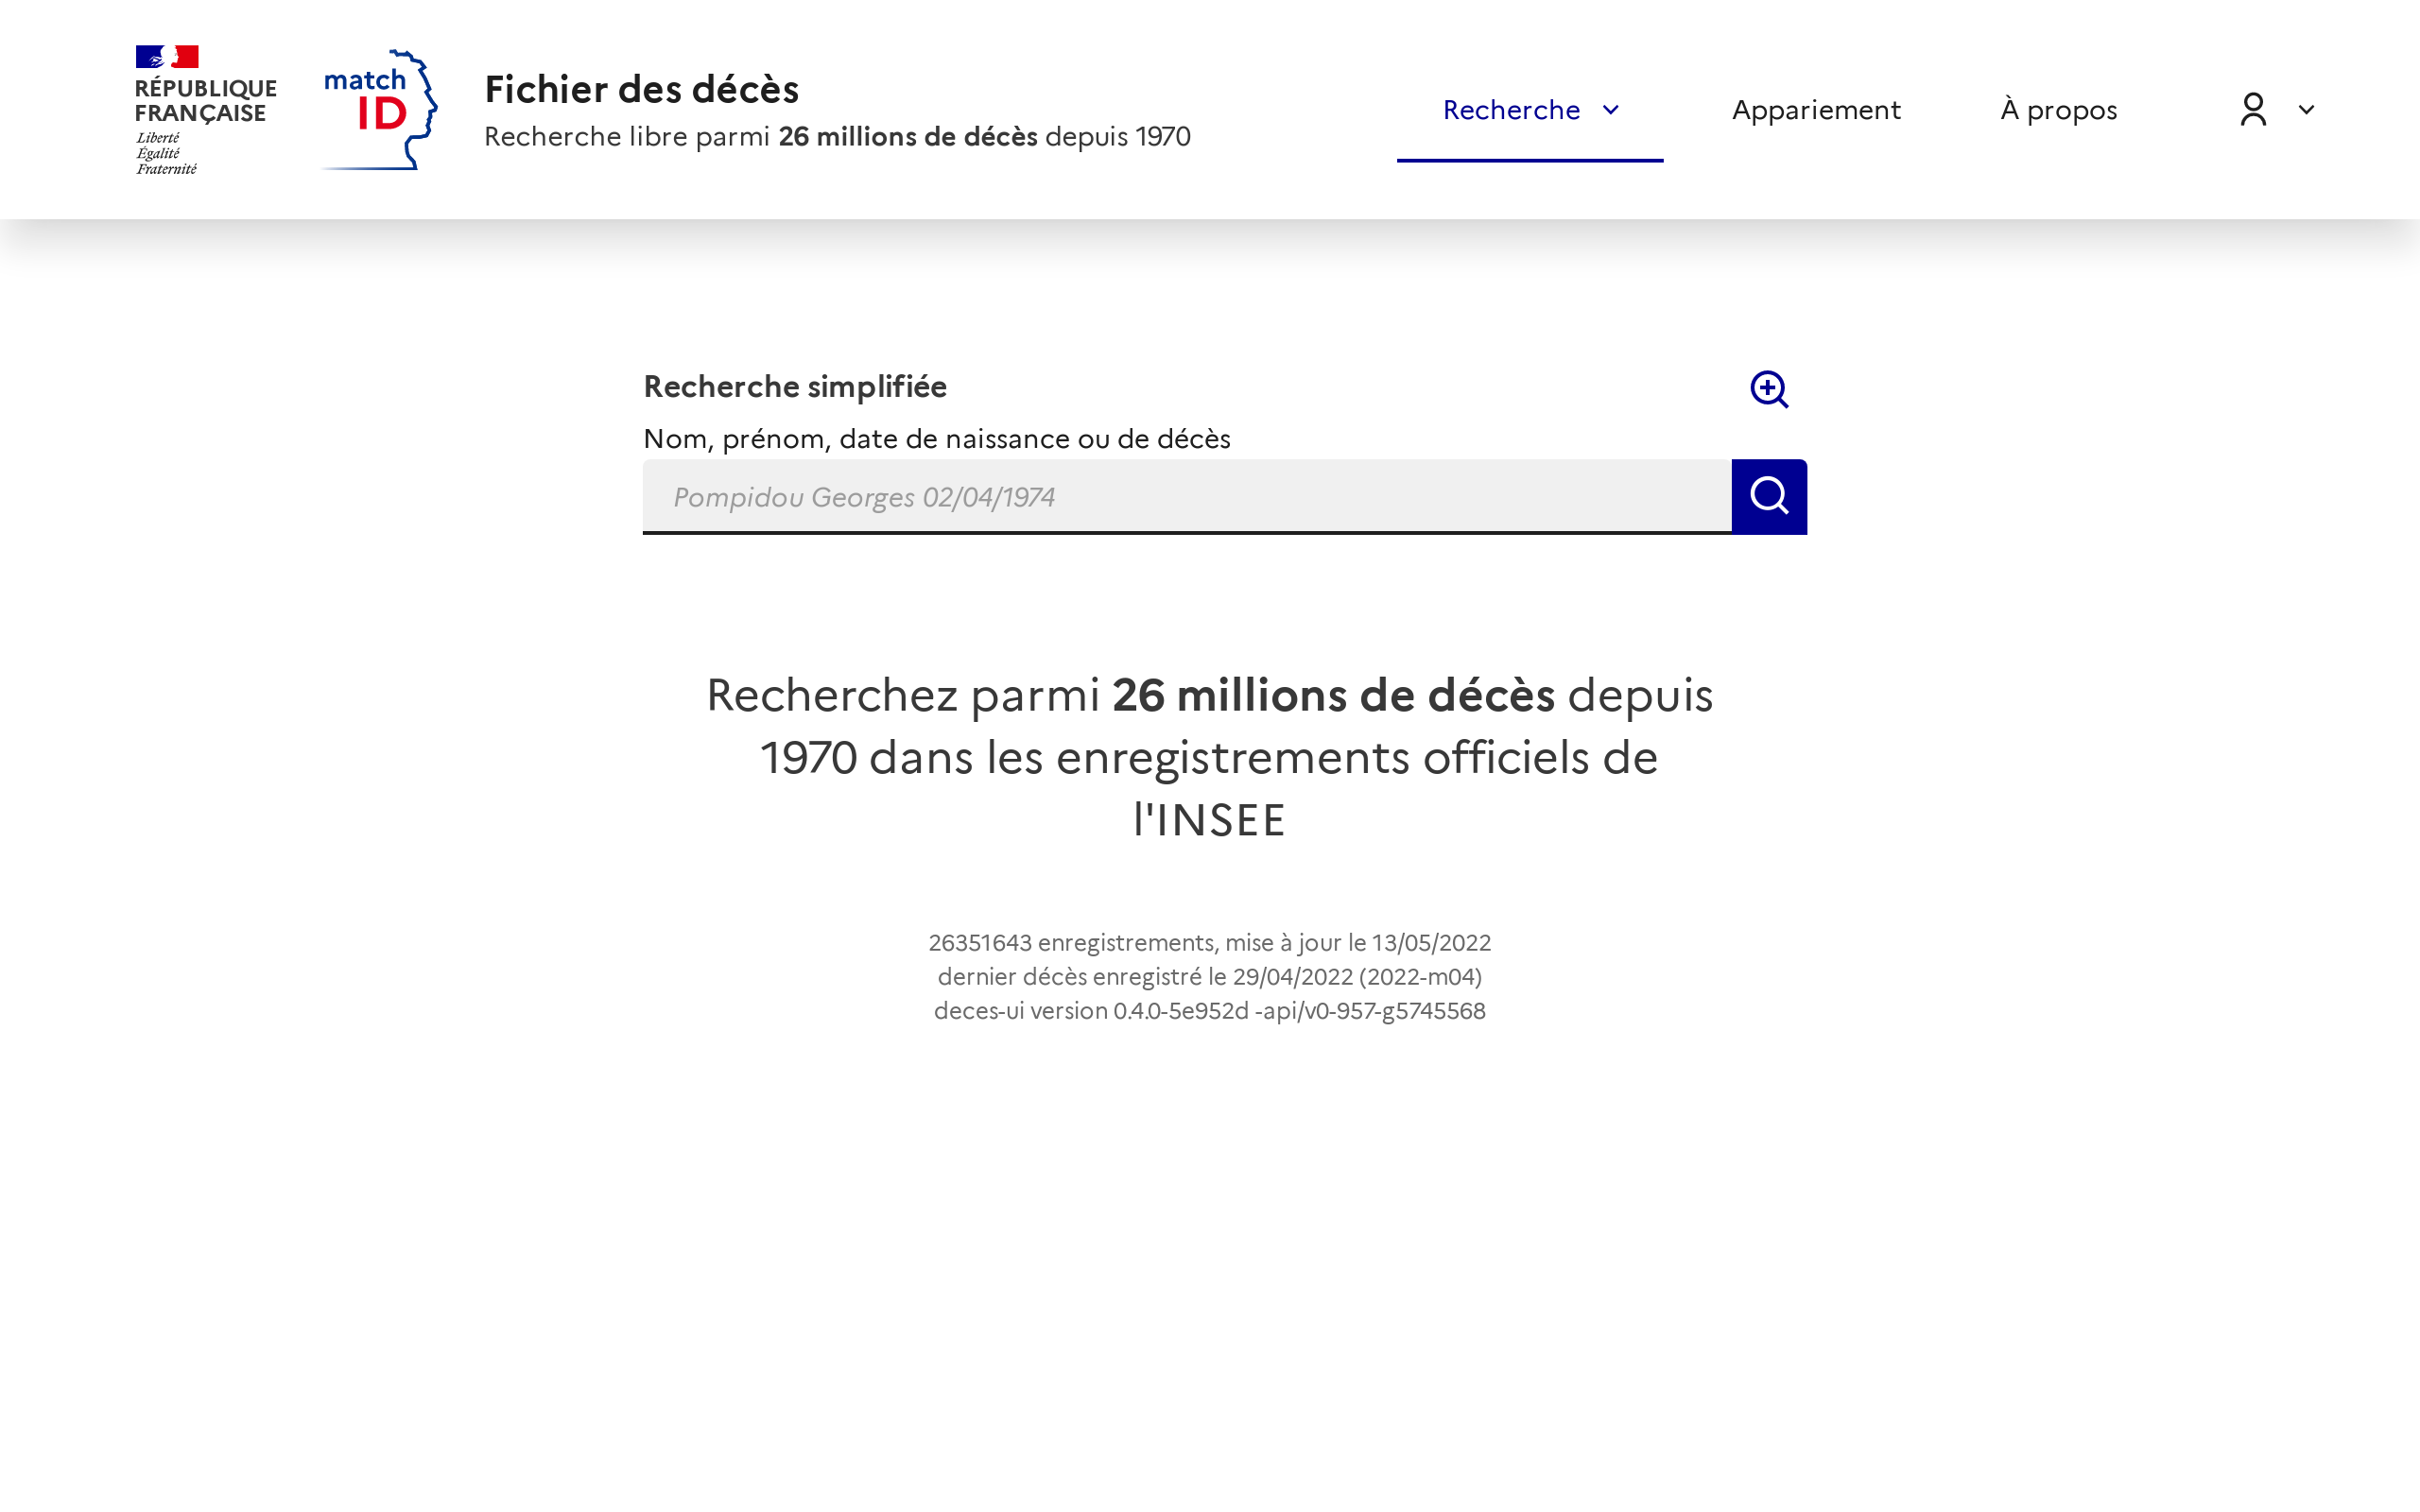 RÉPUBLIQUE
FRANÇAISE
Liberté
Égalité
Fraternité
match
ID
Fichier des décès
Recherche libre parmi 26 millions de décès depuis 1970
Recherche
Appariement
À propos
Recherche simplifiée
Nom, prénom, date de naissance ou de décès
Pompidou Georges 02/04/1974
Recherchez parmi 26 millions de décès depuis
1970 dans les enregistrements officiels de
l'INSEE
26351643 enregistrements, mise à jour le 13/05/2022
dernier décès enregistré le 29/04/2022 (2022-m04)
deces-ui version 0.4.0-5e952d -api/v0-957-g5745568